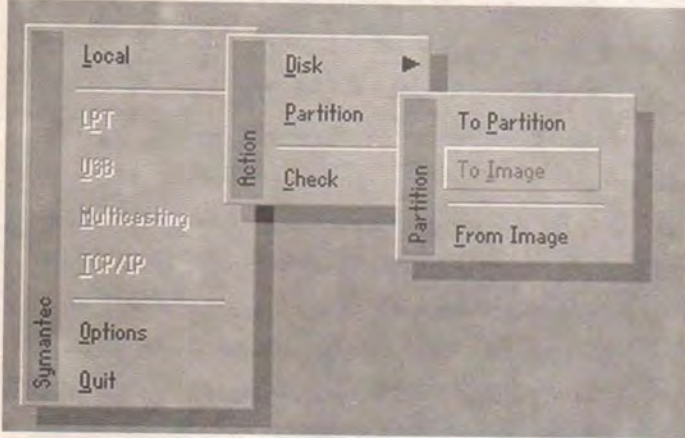 Symantec
Local
LPT
USB
Multicasting
TCP/IP
Options
Quit
Action
Disk
Partition
Check
Partition
To Partition
To Image
From Image